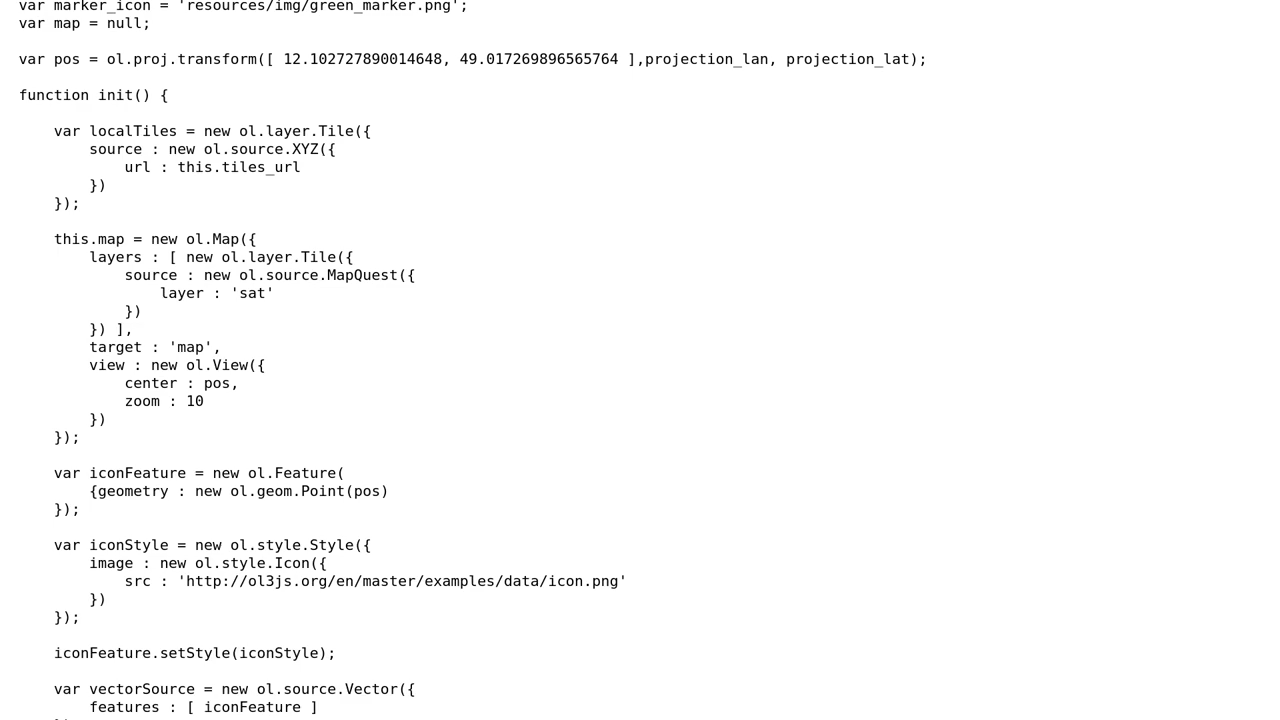 var marker_icon = 'resources/img/green_marker.png';
var map = null;

var pos = ol.proj.transform([ 12.102727890014648, 49.017269896565764 ],projection_lan, projection_lat);

function init() {

    var localTiles = new ol.layer.Tile({
        source : new ol.source.XYZ({
            url : this.tiles_url
        })
    });

    this.map = new ol.Map({
        layers : [ new ol.layer.Tile({
            source : new ol.source.MapQuest({
                layer : 'sat'
            })
        }) ],
        target : 'map',
        view : new ol.View({
            center : pos,
            zoom : 10
        })
    });

    var iconFeature = new ol.Feature(
        {geometry : new ol.geom.Point(pos)
    });

    var iconStyle = new ol.style.Style({
        image : new ol.style.Icon({
            src : 'http://ol3js.org/en/master/examples/data/icon.png'
        })
    });

    iconFeature.setStyle(iconStyle);

    var vectorSource = new ol.source.Vector({
        features : [ iconFeature ]